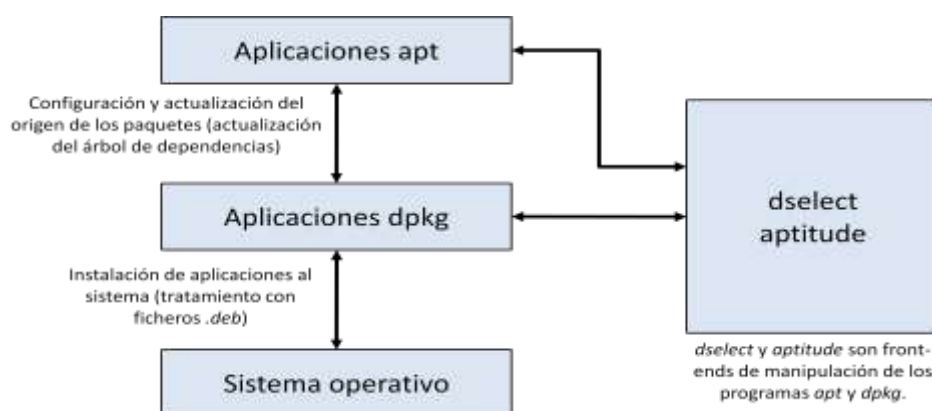 Aplicaciones apt
Configuración y actualización del
origen de los paquetes (actualización
del árbol de dependencias)
Aplicaciones dpkg
dselect
aptitude
Instalación de aplicaciones al
sistema (tratamiento con
ficheros .deb)
dselect y aptitude son front-
ends de manipulación de los
programas apt y dpkg.
Sistema operativo